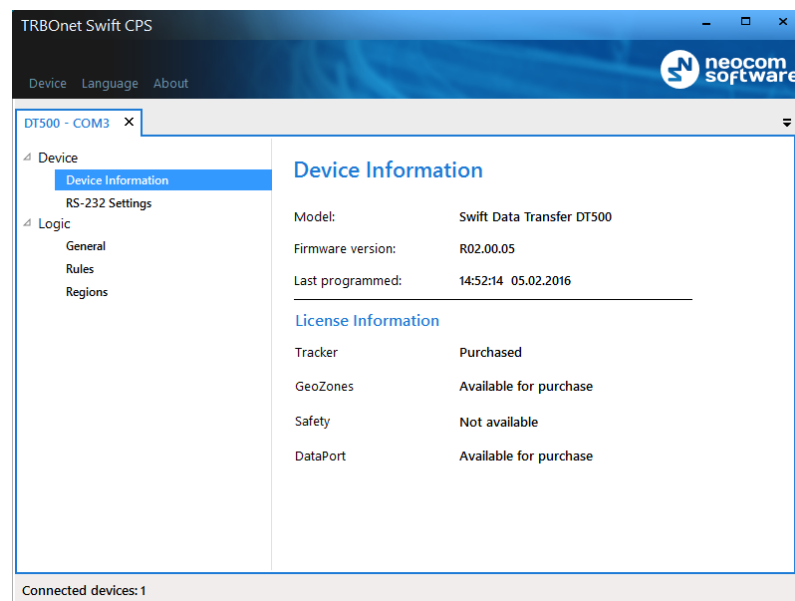 TRBOnet Swift CPS
neocom
software
Device Language About
DT500 - COM3
Device
Device Information
RS-232 Settings
Logic
General
Rules
Regions
Device Information
Model: Swift Data Transfer DT500
Firmware version: R02.00.05
Last programmed: 14:52:14 05.02.2016
License Information
Tracker Purchased
GeoZones Available for purchase
Safety Not available
DataPort Available for purchase
Connected devices: 1